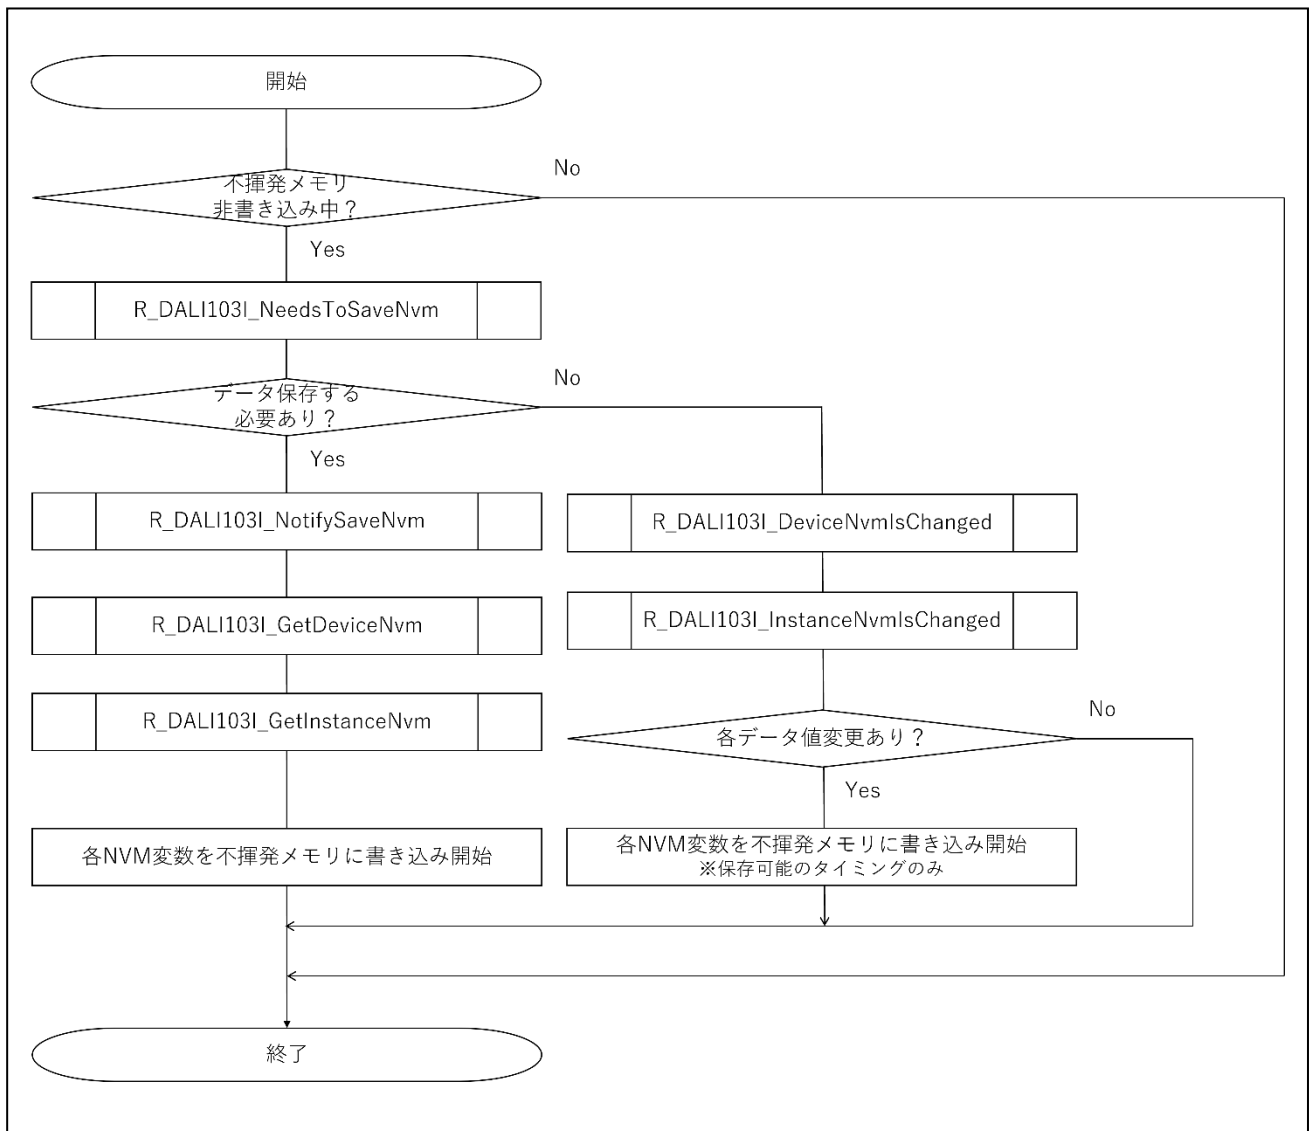 開始
No
不揮発メモリ
非書き込み中？
Yes
R_DALI103I_NeedsToSaveNvm
No
データ保存する
必要あり？
Yes
R_DALI103I_NotifySaveNvm
R_DALI103I_DeviceNvmIsChanged
R_DALI103I_GetDeviceNvm
R_DALI103I_InstanceNvmIsChanged
R_DALI103I_GetInstanceNvm
No
各データ値変更あり？
Yes
各NVM変数を不揮発メモリに書き込み開始
各NVM変数を不揮発メモリに書き込み開始
※保存可能のタイミングのみ
終了